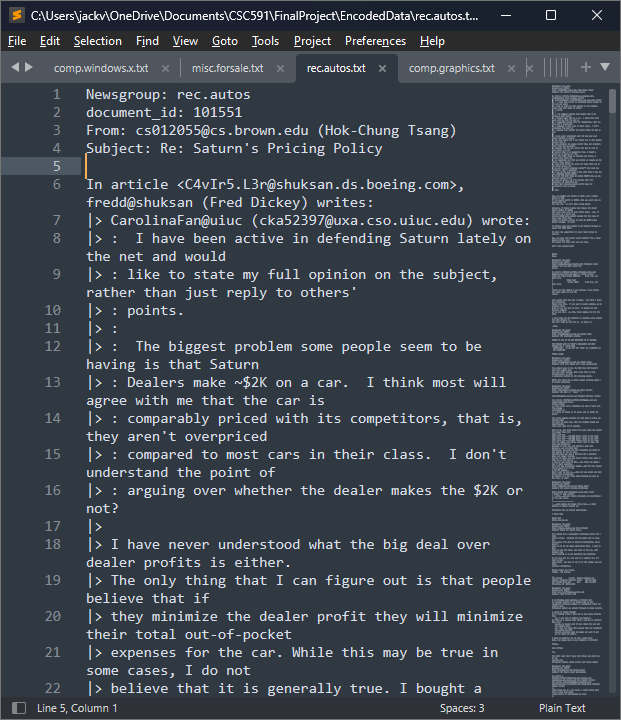 C:\Users\jackv\OneDrive\Documents\CSC591\FinalProject\EncodedData\rec.autos.t...
File Edit Selection Find View Goto Tools Project Preferences Help
comp.windows.x.txt misc.forsale.txt rec.autos.txt comp.graphics.txt
1 Newsgroup: rec.autos
2 document_id: 101551
3 From: cs012055@cs.brown.edu (Hok-Chung Tsang)
4 Subject: Re: Saturn's Pricing Policy
5
6 In article <C4vIr5.L3r@shuksan.ds.boeing.com>,
fredd@shuksan (Fred Dickey) writes:
7 |> CarolinaFan@uiuc (cka52397@uxa.cso.uiuc.edu) wrote:
8 |> :  I have been active in defending Saturn lately on
the net and would
9 |> : like to state my full opinion on the subject,
rather than just reply to others'
10 |> : points.
11 |> :
12 |> :  The biggest problem some people seem to be
having is that Saturn
13 |> : Dealers make ~$2K on a car.  I think most will
agree with me that the car is
14 |> : comparably priced with its competitors, that is,
they aren't overpriced
15 |> : compared to most cars in their class.  I don't
understand the point of
16 |> : arguing over whether the dealer makes the $2K or
not?
17 |>
18 |> I have never understood what the big deal over
dealer profits is either.
19 |> The only thing that I can figure out is that people
believe that if
20 |> they minimize the dealer profit they will minimize
their total out-of-pocket
21 |> expenses for the car. While this may be true in
some cases, I do not
22 |> believe that it is generally true. I bought a
Line 5, Column 1 Spaces: 3 Plain Text